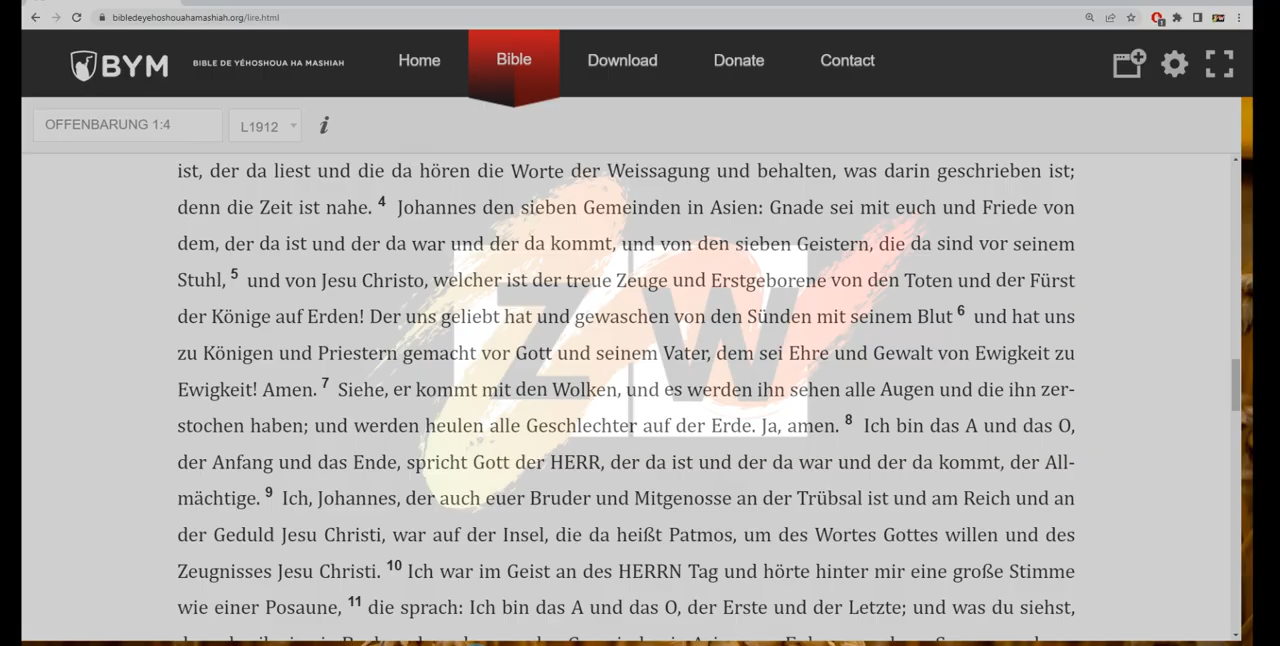 bibledeyehoshouahamashiah.org/lire.html
BYM
BIBLE DE YÉHOSHOUA HA MASHIAH
Home
Bible
Download
Donate
Contact
OFFENBARUNG 1:4
L1912
i
ist, der da liest und die da hören die Worte der Weissagung und behalten, was darin geschrieben ist;
denn die Zeit ist nahe. 4 Johannes den sieben Gemeinden in Asien: Gnade sei mit euch und Friede von
dem, der da ist und der da war und der da kommt, und von den sieben Geistern, die da sind vor seinem
Stuhl, 5 und von Jesu Christo, welcher ist der treue Zeuge und Erstgeborene von den Toten und der Fürst
der Könige auf Erden! Der uns geliebt hat und gewaschen von den Sünden mit seinem Blut 6 und hat uns
zu Königen und Priestern gemacht vor Gott und seinem Vater, dem sei Ehre und Gewalt von Ewigkeit zu
Ewigkeit! Amen. 7 Siehe, er kommt mit den Wolken, und es werden ihn sehen alle Augen und die ihn zer-
stochen haben; und werden heulen alle Geschlechter auf der Erde. Ja, amen. 8 Ich bin das A und das O,
der Anfang und das Ende, spricht Gott der HERR, der da ist und der da war und der da kommt, der All-
mächtige. 9 Ich, Johannes, der auch euer Bruder und Mitgenosse an der Trübsal ist und am Reich und an
der Geduld Jesu Christi, war auf der Insel, die da heißt Patmos, um des Wortes Gottes willen und des
Zeugnisses Jesu Christi. 10 Ich war im Geist an des HERRN Tag und hörte hinter mir eine große Stimme
wie einer Posaune, 11 die sprach: Ich bin das A und das O, der Erste und der Letzte; und was du siehst,
ZW